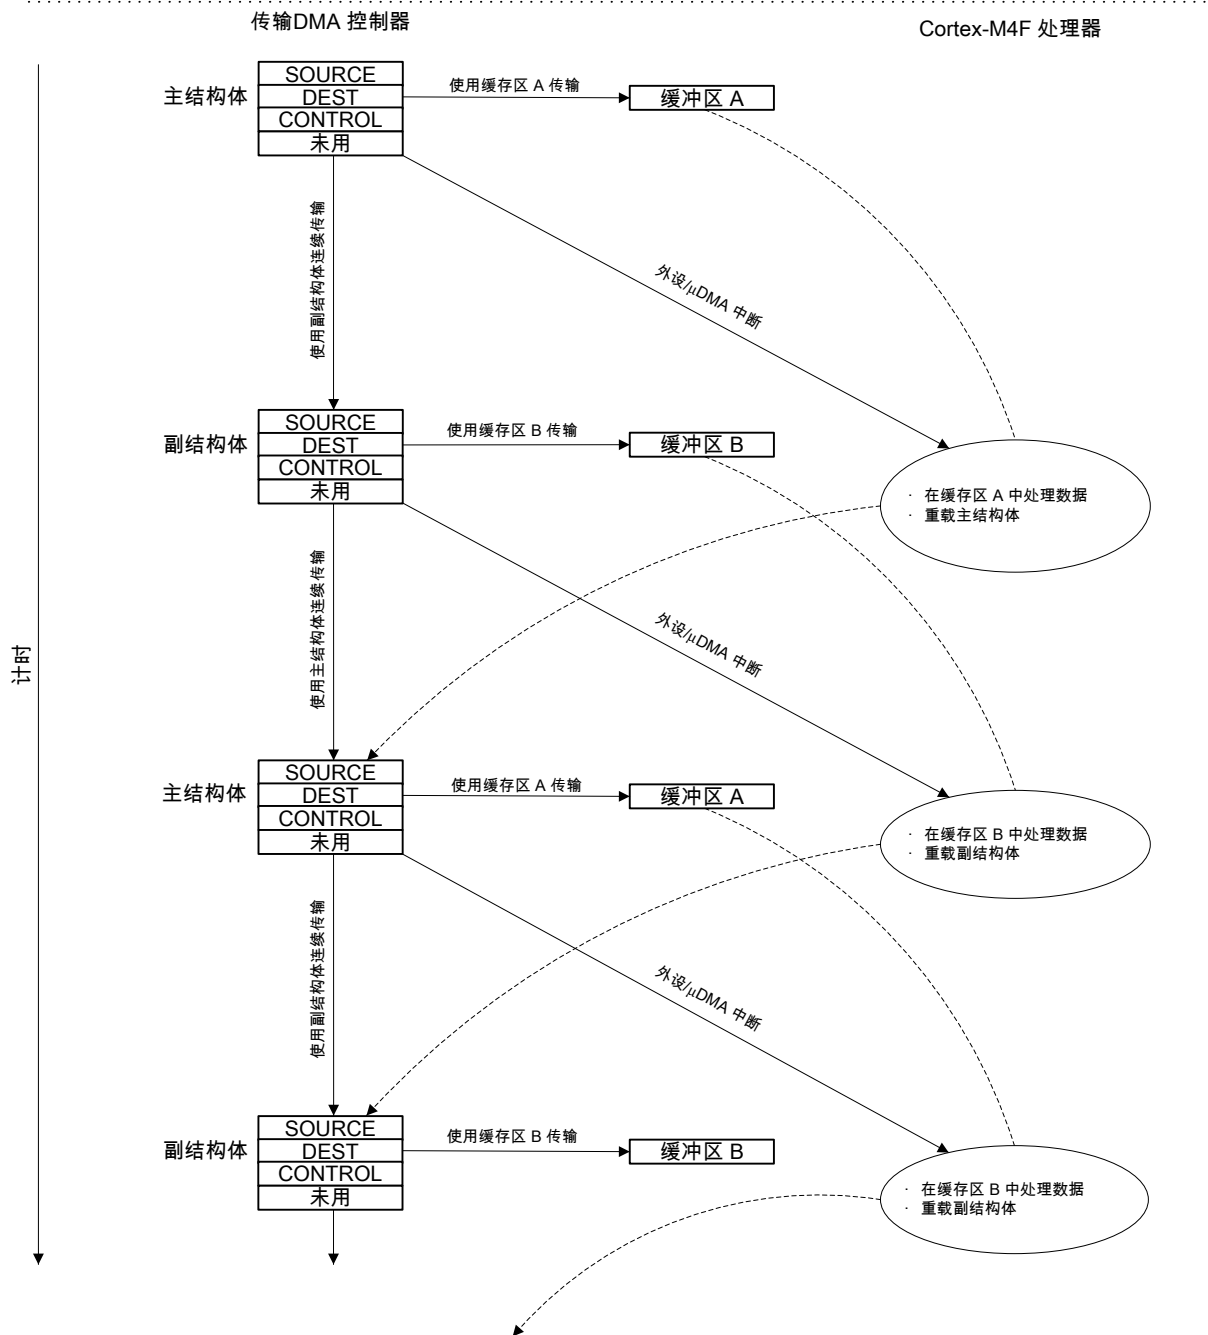 传输DMA 控制器
Cortex-M4F 处理器
计时
主结构体
SOURCE
DEST
CONTROL
未用
使用缓存区 A 传输
缓冲区 A
使用副结构体连续传输
外设/μDMA 中断
副结构体
SOURCE
DEST
CONTROL
未用
使用缓存区 B 传输
缓冲区 B
· 在缓存区 A 中处理数据
· 重载主结构体
使用主结构体连续传输
外设/μDMA 中断
主结构体
SOURCE
DEST
CONTROL
未用
使用缓存区 A 传输
缓冲区 A
· 在缓存区 B 中处理数据
· 重载副结构体
使用副结构体连续传输
外设/μDMA 中断
副结构体
SOURCE
DEST
CONTROL
未用
使用缓存区 B 传输
缓冲区 B
· 在缓存区 B 中处理数据
· 重载副结构体